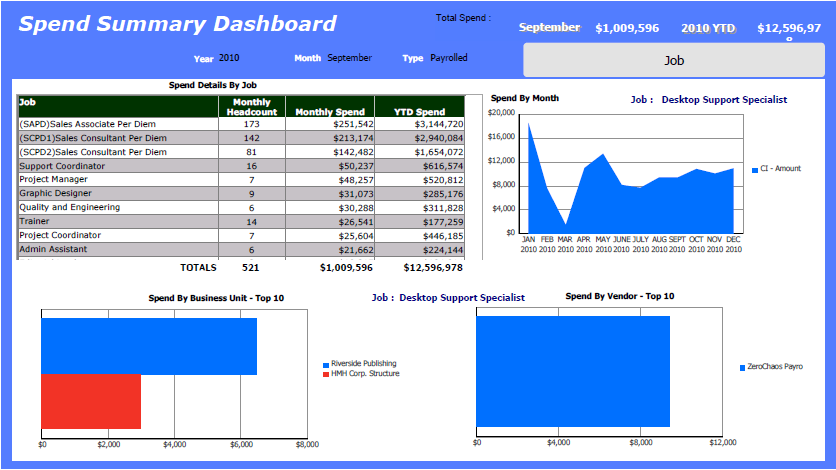 Spend Summary Dashboard
Total Spend :
September $1,009,596 2010 YTD $12,596,978
Year 2010 Month September Type Payrolled
Job
Spend Details By Job
Job Monthly Headcount Monthly Spend YTD Spend
(SAPD)Sales Associate Per Diem 173 $251,542 $3,144,720
(SCPD1)Sales Consultant Per Diem 142 $213,174 $2,940,084
(SCPD2)Sales Consultant Per Diem 81 $142,482 $1,654,072
Support Coordinator 16 $50,237 $616,574
Project Manager 7 $48,257 $520,812
Graphic Designer 9 $31,073 $285,176
Quality and Engineering 6 $30,288 $311,828
Trainer 14 $26,541 $177,259
Project Coordinator 7 $25,604 $446,185
Admin Assistant 6 $21,662 $224,144
TOTALS 521 $1,009,596 $12,596,978
Spend By Month
Job : Desktop Support Specialist
$20,000
$16,000
$12,000
$8,000
$4,000
$0
JAN FEB MAR APR MAY JUNE JULY AUG SEPT OCT NOV DEC
2010 2010 2010 2010 2010 2010 2010 2010 2010 2010 2010 2010
CI - Amount
Spend By Business Unit - Top 10
Job : Desktop Support Specialist
Riverside Publishing
HMH Corp. Structure
$0 $2,000 $4,000 $6,000 $8,000
Spend By Vendor - Top 10
ZeroChaos Payro
$0 $4,000 $8,000 $12,000